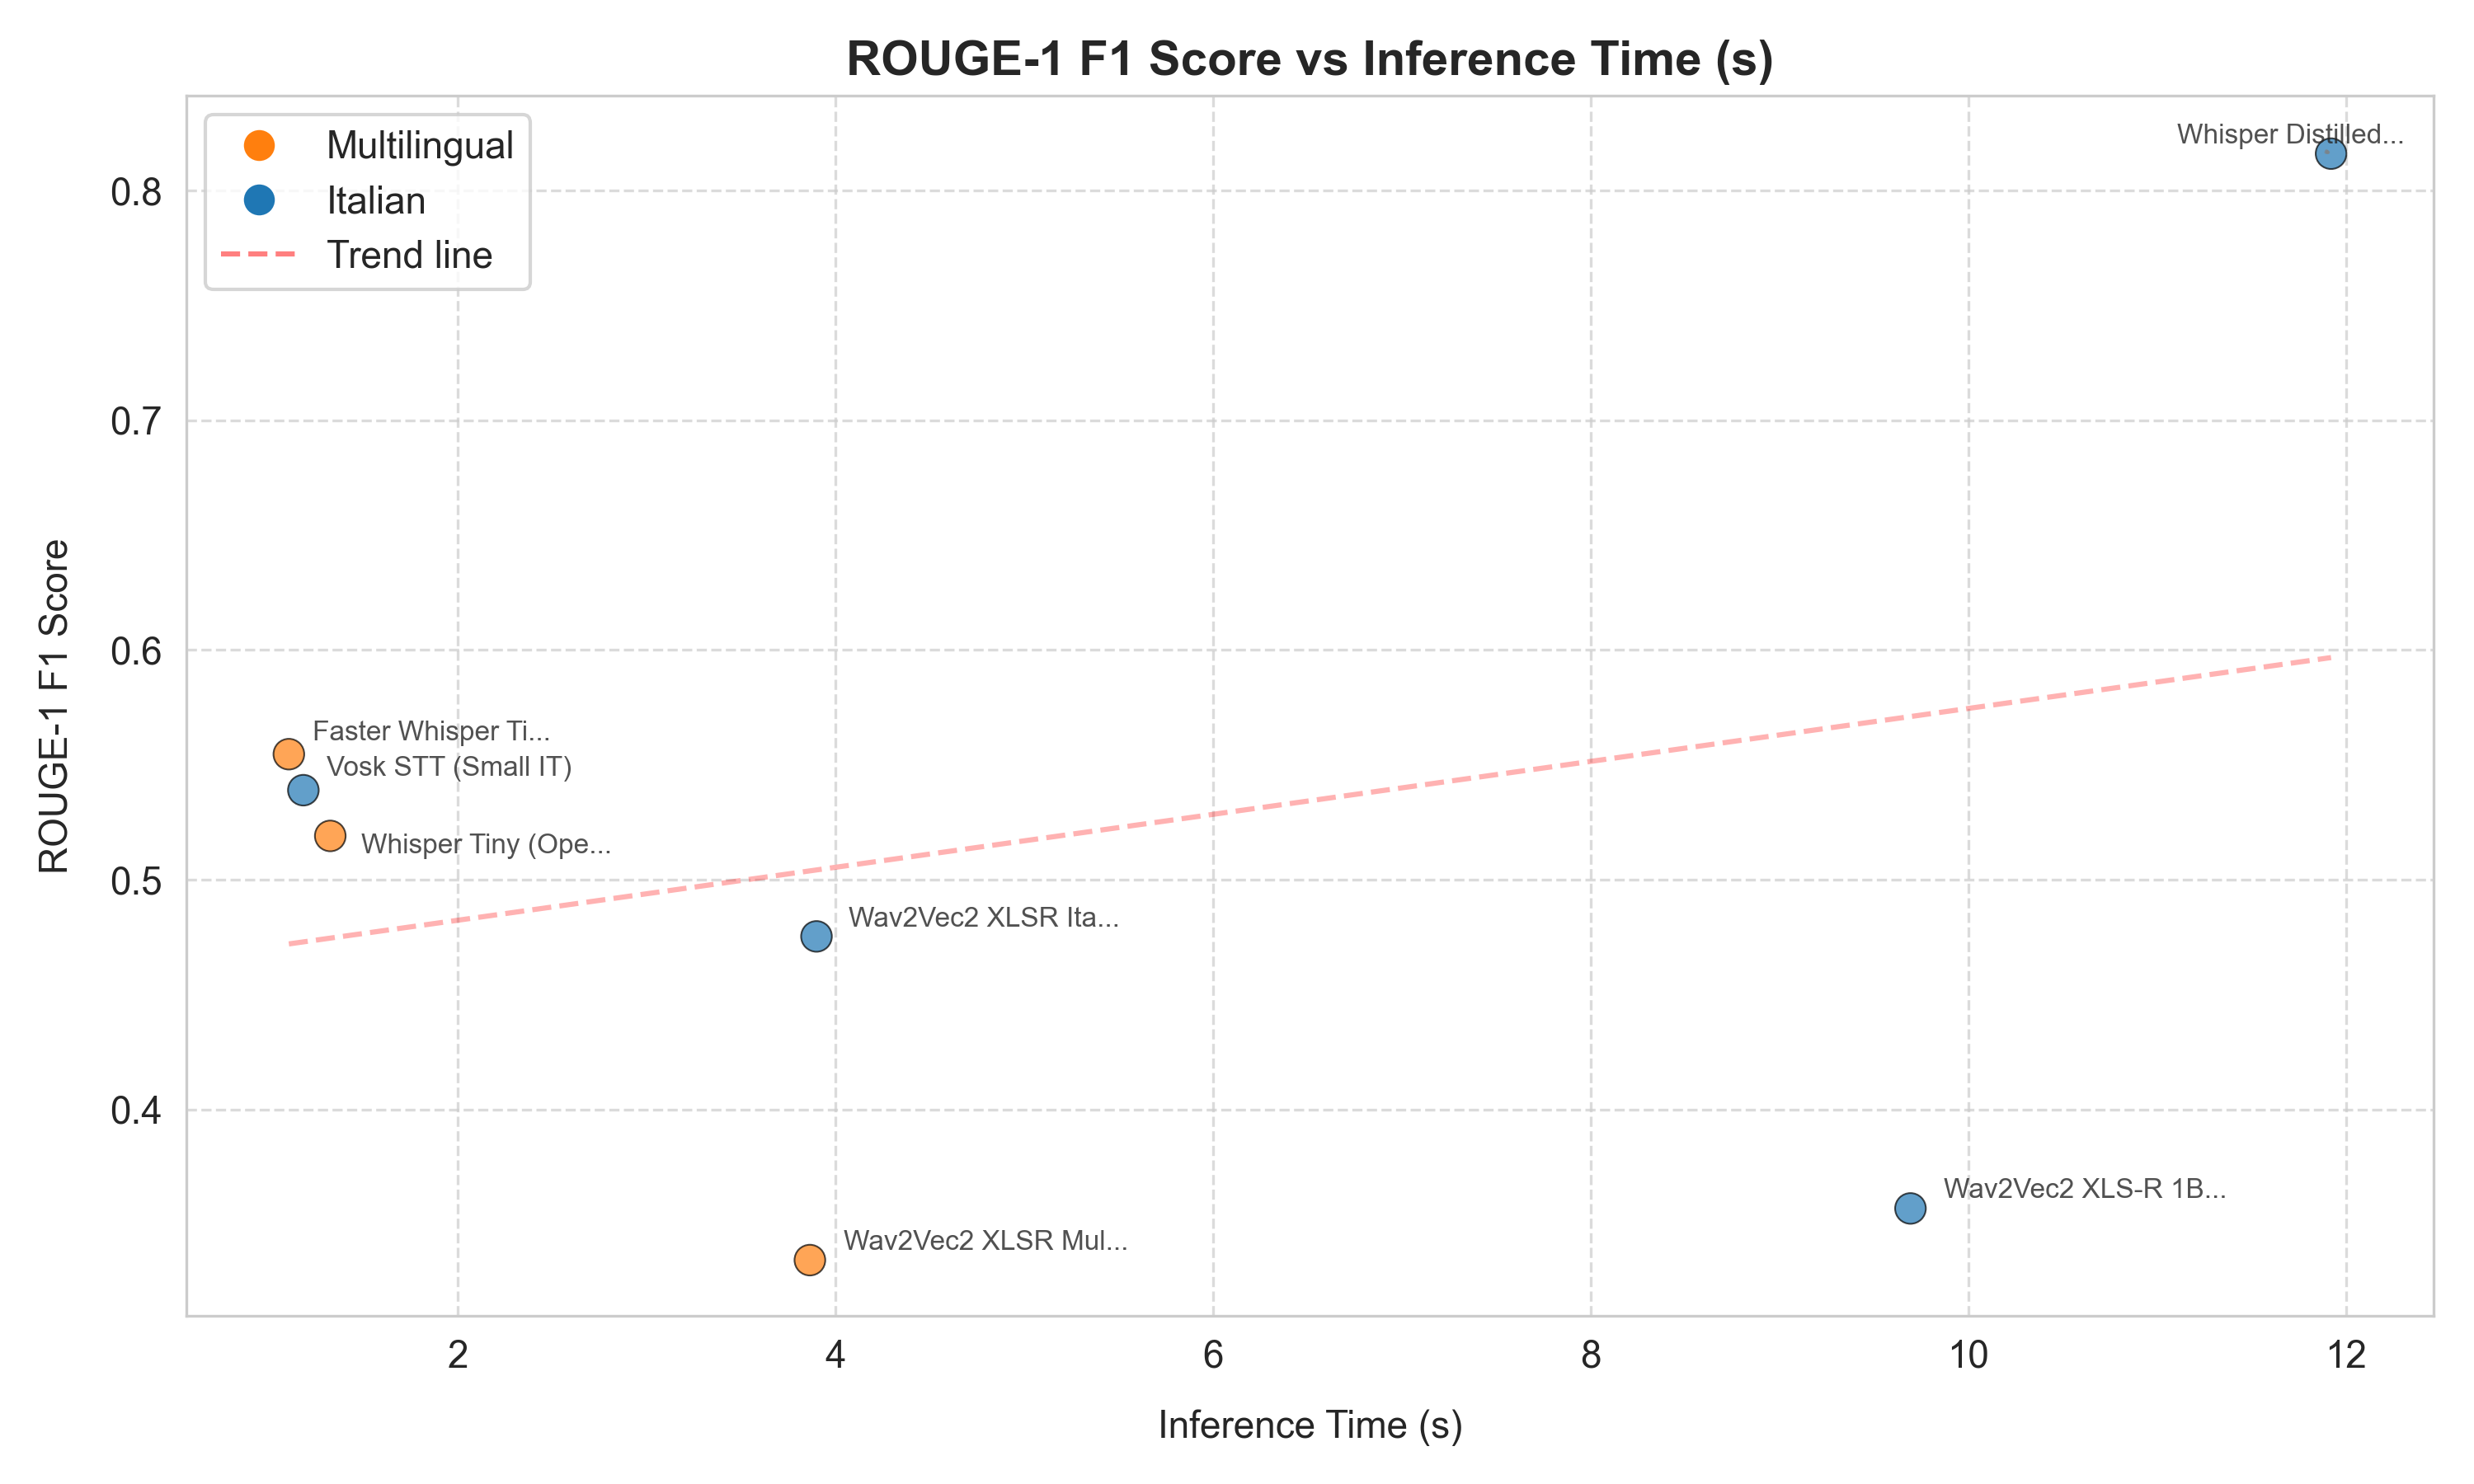 ROUGE-1 F1 Score vs Inference Time (s)
Multilingual
Italian
Trend line
Whisper Distilled...
0.8
0.7
0.6
0.5
0.4
ROUGE-1 F1 Score
Faster Whisper Ti...
Vosk STT (Small IT)
Whisper Tiny (Ope...
Wav2Vec2 XLSR Ita...
Wav2Vec2 XLS-R 1B...
Wav2Vec2 XLSR Mul...
2 4 6 8 10 12
Inference Time (s)